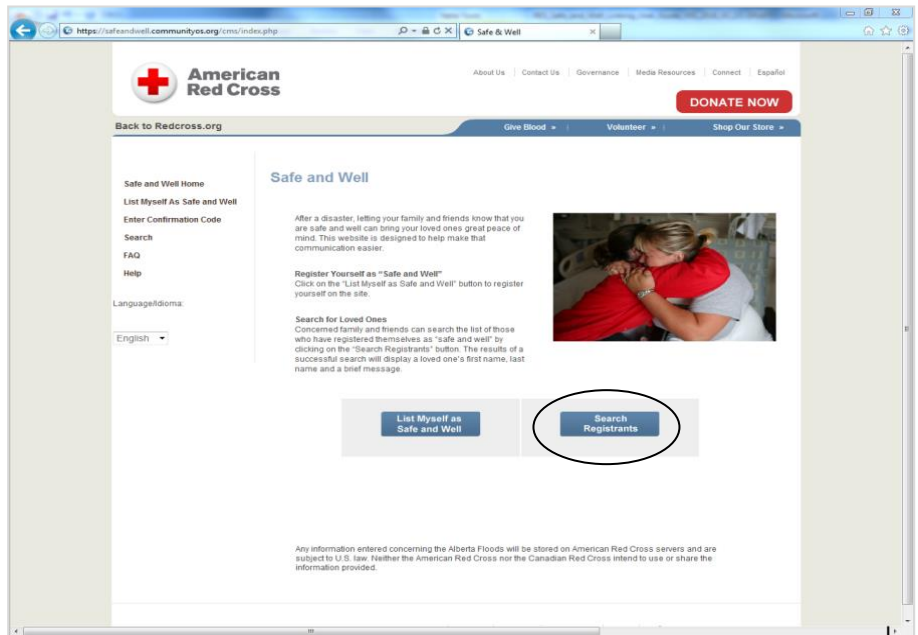 https://safeandwell.communityos.org/cms/index.php
Safe & Well
American
Red Cross
About Us | Contact Us | Governance | Media Resources | Connect | Español
DONATE NOW
Back to Redcross.org
Give Blood » | Volunteer » | Shop Our Store »
Safe and Well Home
List Myself As Safe and Well
Enter Confirmation Code
Search
FAQ
Help
Language/Idioma:
English
Safe and Well
After a disaster, letting your family and friends know that you
are safe and well can bring your loved ones great peace of
mind. This website is designed to help make that
communication easier.
Register Yourself as "Safe and Well"
Click on the "List Myself as Safe and Well" button to register
yourself on the site.
Search for Loved Ones
Concerned family and friends can search the list of those
who have registered themselves as "safe and well" by
clicking on the "Search Registrants" button. The results of a
successful search will display a loved one's first name, last
name and a brief message.
List Myself as
Safe and Well
Search
Registrants
Any information entered concerning the Alberta Floods will be stored on American Red Cross servers and are
subject to U.S. law. Neither the American Red Cross nor the Canadian Red Cross intend to use or share the
information provided.